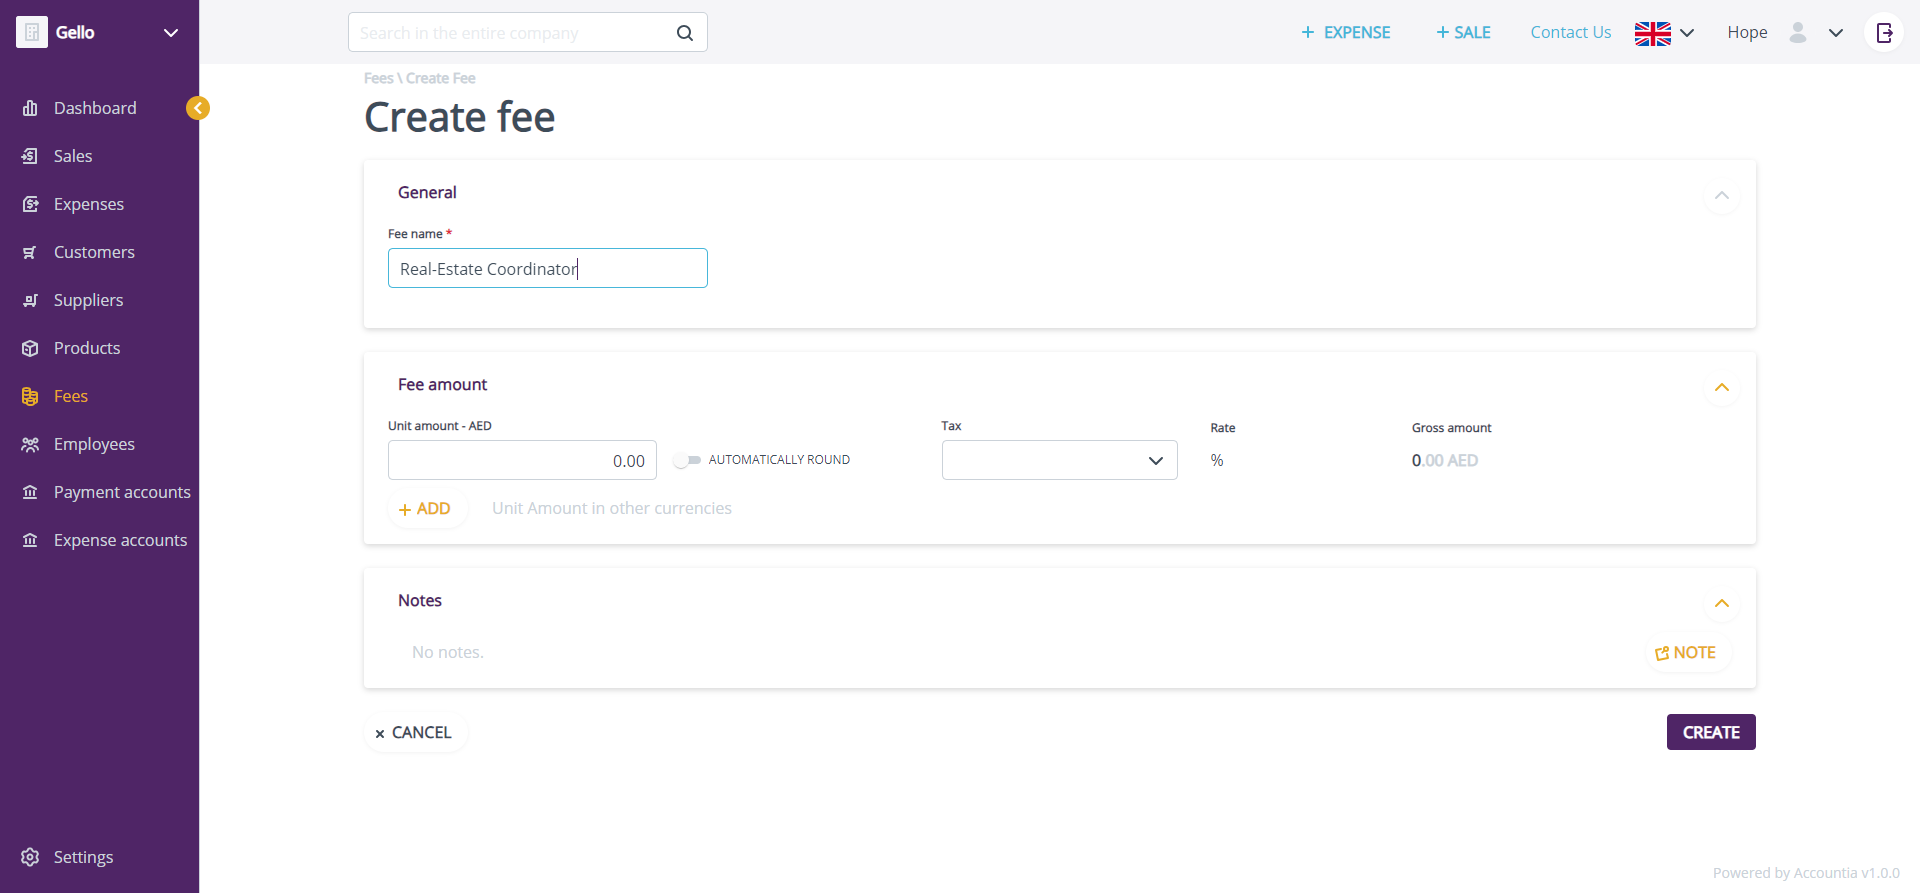 Gello
Search in the entire company
+ EXPENSE
+ SALE
Contact Us
Hope
Dashboard
Sales
Expenses
Customers
Suppliers
Products
Fees
Employees
Payment accounts
Expense accounts
Settings
Fees \ Create Fee
Create fee
General
Fee name *
Real-Estate Coordinator
Fee amount
Unit amount - AED
Tax
Rate
Gross amount
0.00
AUTOMATICALLY ROUND
%
0.00 AED
+ ADD
Unit Amount in other currencies
Notes
No notes.
NOTE
× CANCEL
CREATE
Powered by Accountia v1.0.0